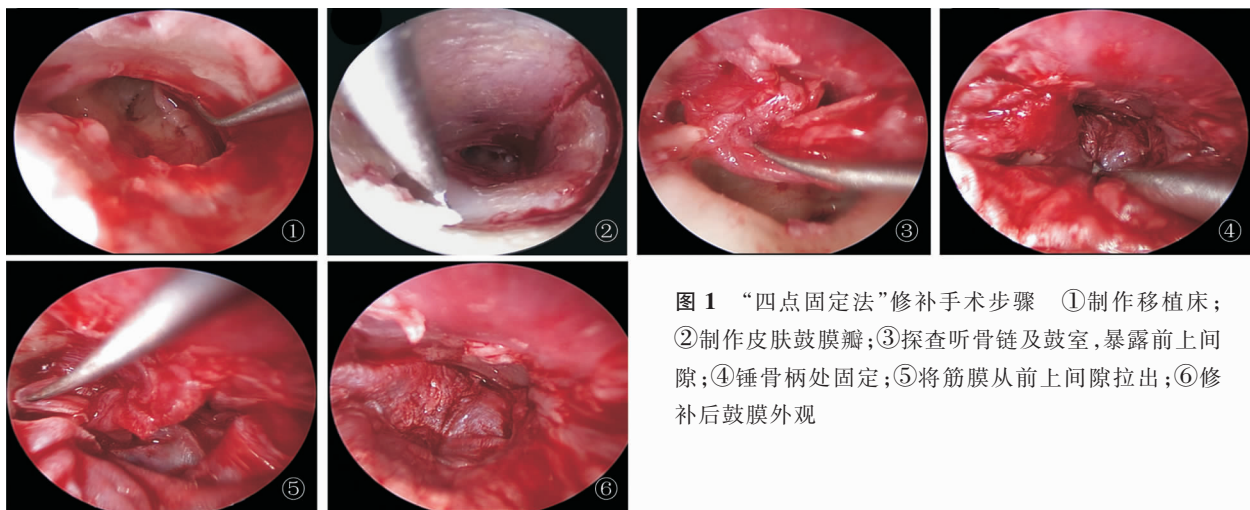 ①
②
③
④
⑤
⑥
图1 “四点固定法”修补手术步骤 ①制作移植床；
②制作皮肤鼓膜瓣；③探查听骨链及鼓室，暴露前上间
隙；④锤骨柄处固定；⑤将筋膜从前上间隙拉出；⑥修
补后鼓膜外观